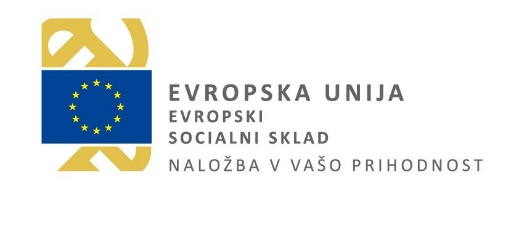 EVROPSKA UNIJA
EVROPSKI
SOCIALNI SKLAD
NALOŽBA V VAŠO PRIHODNOST